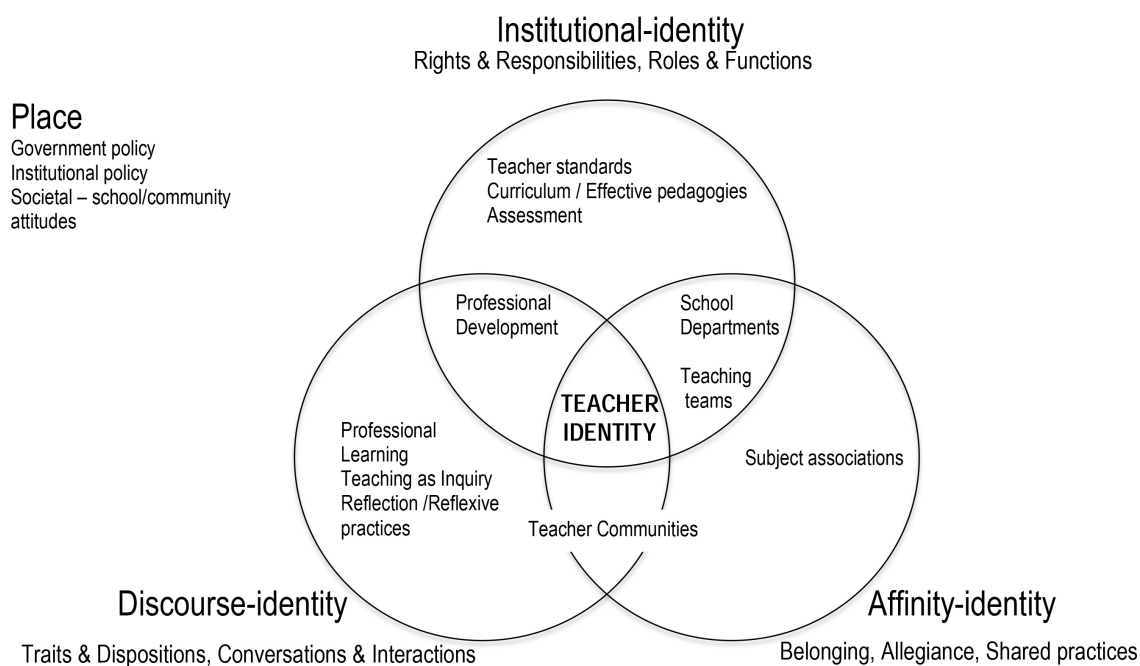 Institutional-identity
Rights & Responsibilities, Roles & Functions
Place
Government policy
Institutional policy
Societal – school/community
attitudes
Teacher standards
Curriculum / Effective pedagogies
Assessment
Professional
Development
School
Departments
Teaching
teams
TEACHER
IDENTITY
Professional
Learning
Teaching as Inquiry
Reflection /Reflexive
practices
Subject associations
Teacher Communities
Discourse-identity
Traits & Dispositions, Conversations & Interactions
Affinity-identity
Belonging, Allegiance, Shared practices